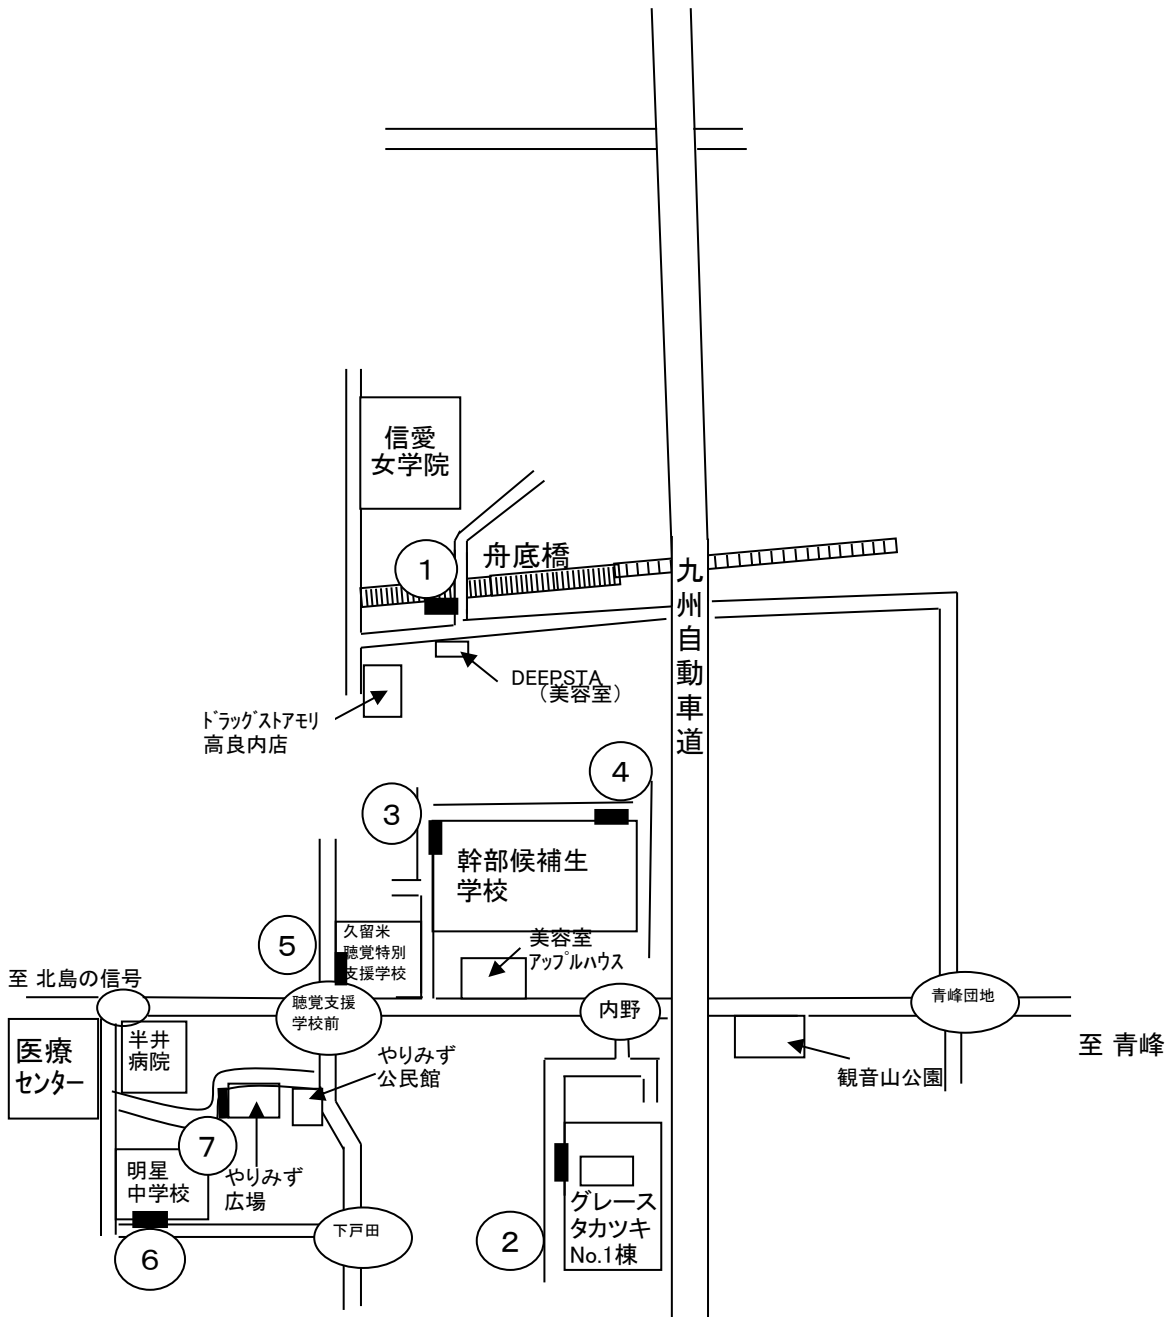 信愛
女学院
舟底橋
①
九州自動車道
DEEPSTA
（美容室）
ﾄﾞﾗｯｸﾞｽﾄｱﾓﾘ
高良内店
④
③
幹部候補生
学校
⑤
久留米
聴覚特別
支援学校
美容室
ｱｯﾌﾟﾙﾊｳｽ
至 北島の信号
聴覚支援
学校前
内野
青峰団地
至 青峰
医療
センター
半井
病院
やりみず
公民館
観音山公園
⑦
やりみず
広場
明星
中学校
グレース
タカツキ
No.1棟
②
下戸田
⑥